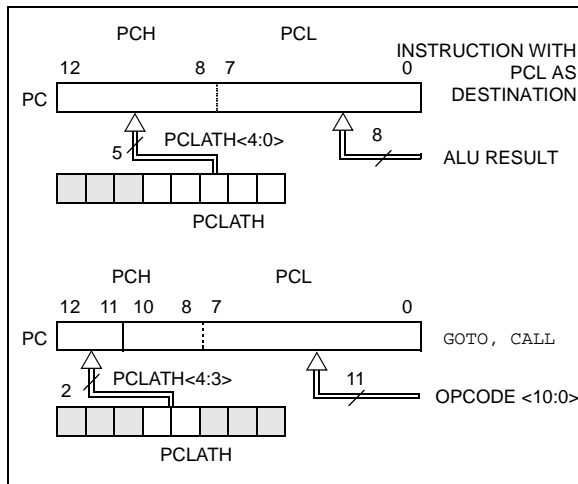 PCH PCL
12 8 7 0
INSTRUCTION WITH
PCL AS
DESTINATION
PC
5 PCLATH<4:0> 8
ALU RESULT
PCLATH
PCH PCL
12 11 10 8 7 0
PC GOTO, CALL
2 PCLATH<4:3> 11
OPCODE <10:0>
PCLATH